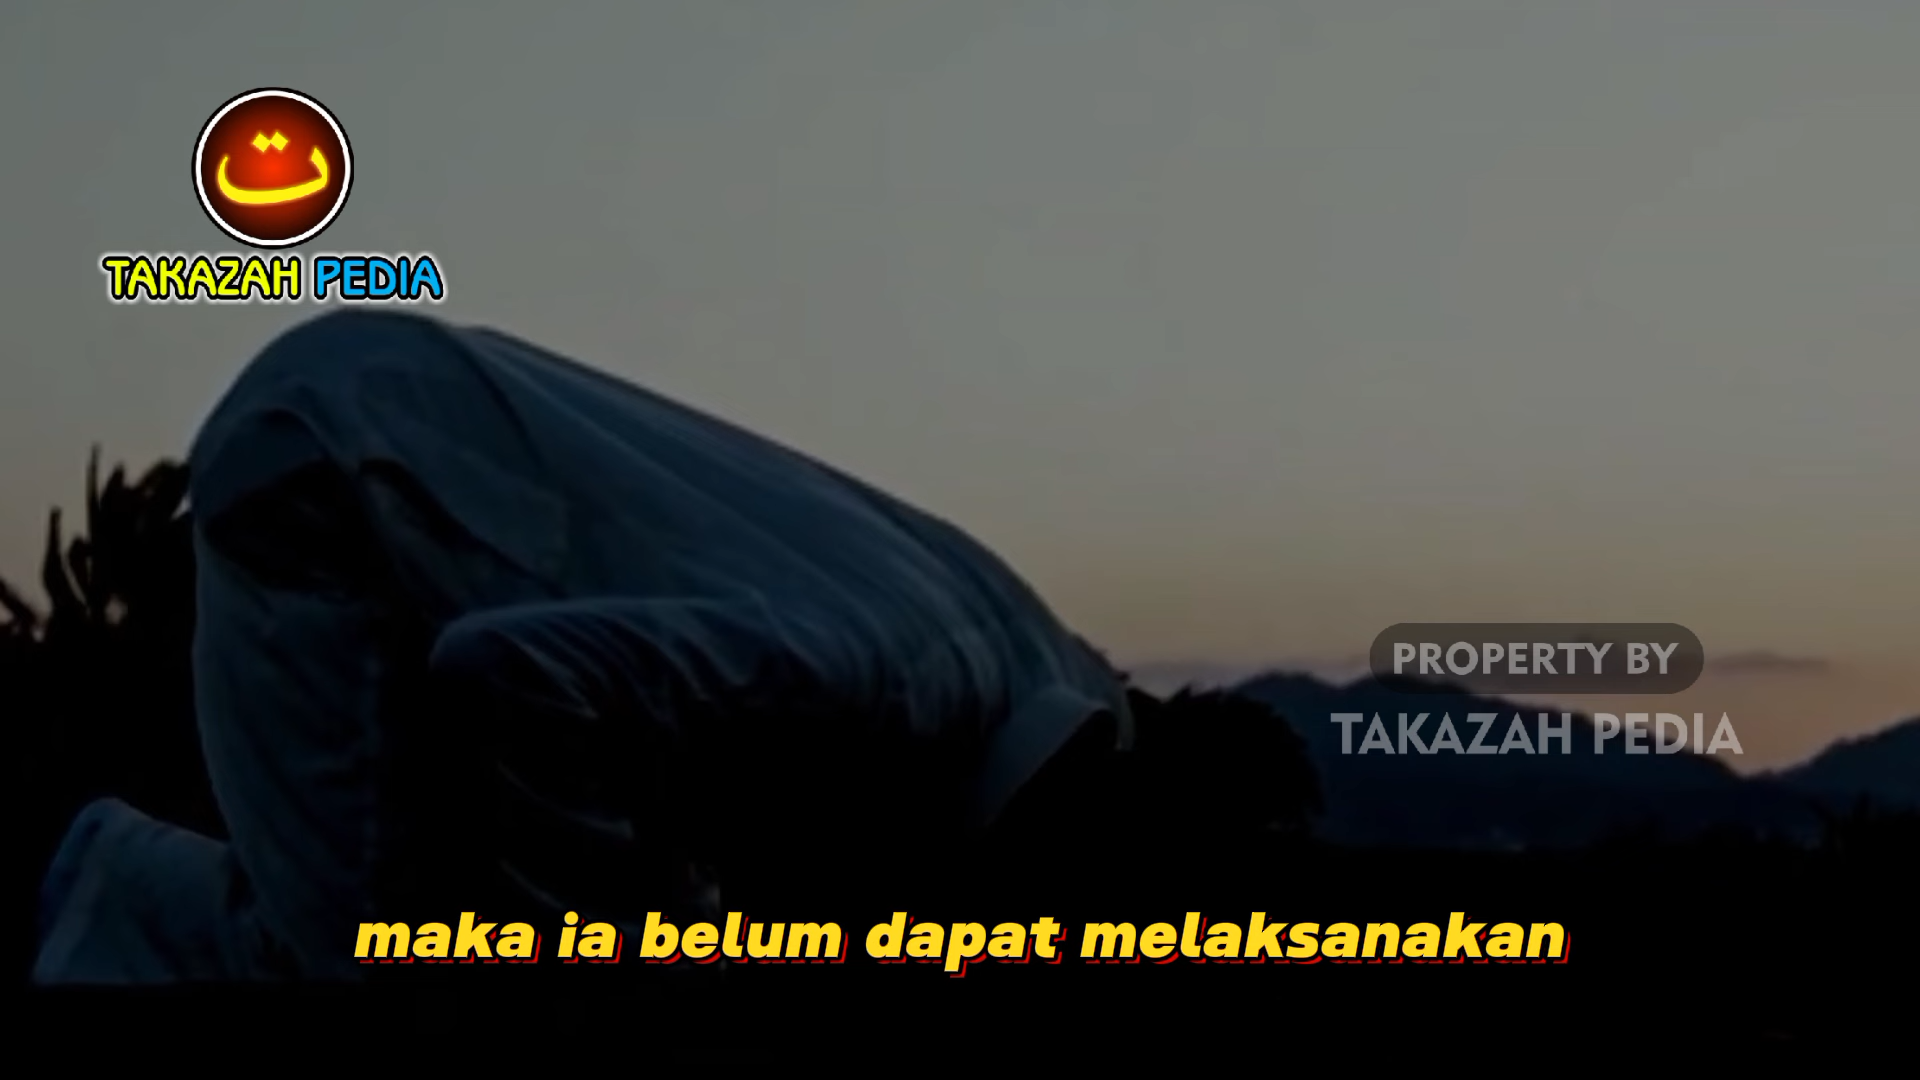 ت
TAKAZAH PEDIA
PROPERTY BY
TAKAZAH PEDIA
maka ia belum dapat melaksanakan